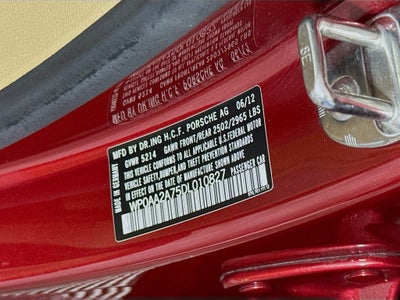 MFD BY DR.ING H.C.F. PORSCHE AG 06/12
MADE IN GERMANY
GVWR 5214 GAWR FRONT/REAR 2502/2965 LBS
THIS VEHICLE CONFORMS TO ALL APPLICABLE U.S.FEDERAL MOTOR
VEHICLE SAFETY, BUMPER, AND THEFT PREVENTION STANDARDS
IN EFFECT ON THE DATE OF MANUFACTURE SHOWN ABOVE.
WP0AA2A75DL010827 PASSENGER CAR